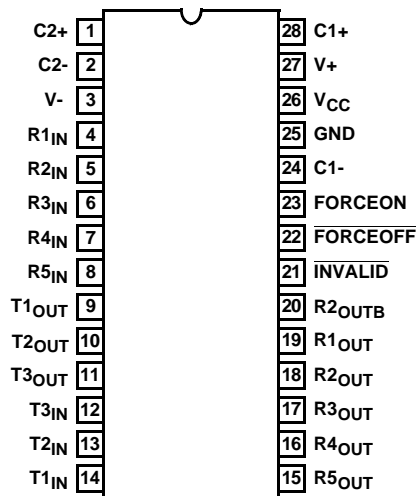 C2+ 1 28 C1+
C2- 2 27 V+
V- 3 26 VCC
R1IN 4 25 GND
R2IN 5 24 C1-
R3IN 6 23 FORCEON
R4IN 7 22 FORCEOFF
R5IN 8 21 INVALID
T1OUT 9 20 R2OUTB
T2OUT 10 19 R1OUT
T3OUT 11 18 R2OUT
T3IN 12 17 R3OUT
T2IN 13 16 R4OUT
T1IN 14 15 R5OUT